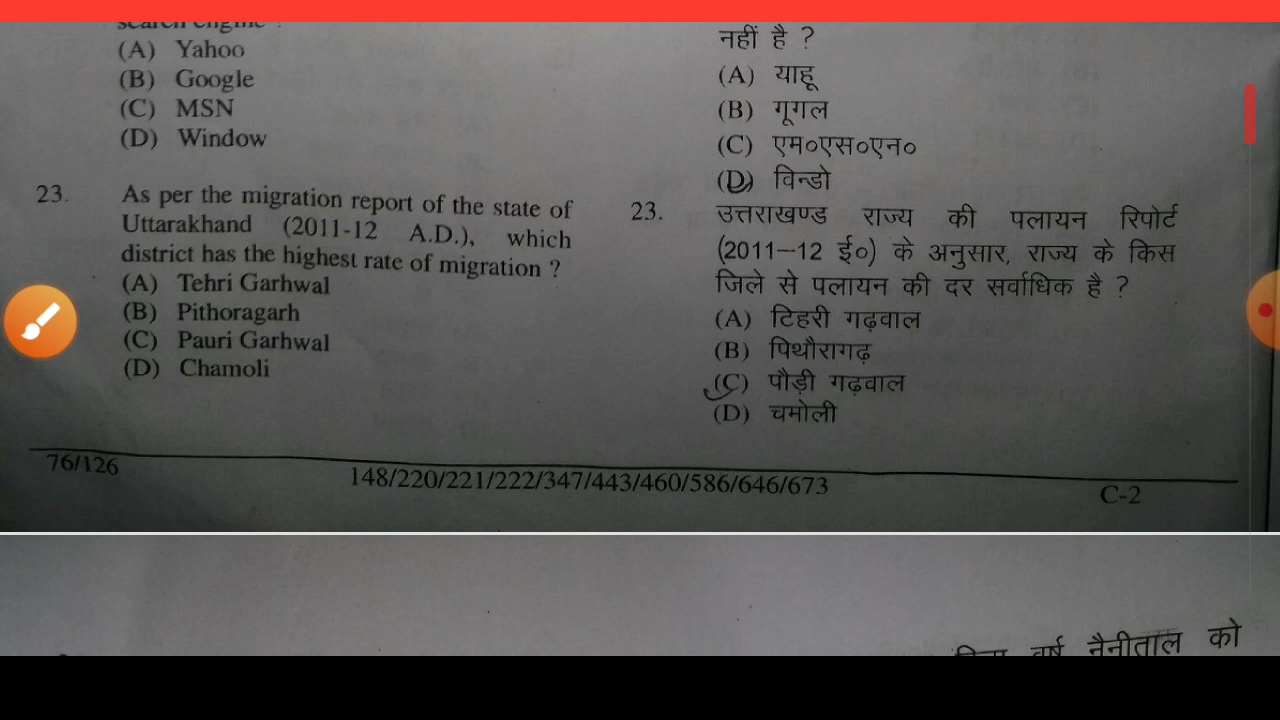 search engine ?
(A) Yahoo
(B) Google
(C) MSN
(D) Window
23. As per the migration report of the state of
Uttarakhand (2011-12 A.D.), which
district has the highest rate of migration ?
(A) Tehri Garhwal
(B) Pithoragarh
(C) Pauri Garhwal
(D) Chamoli
नहीं है ?
(A) याहू
(B) गूगल
(C) एम०एस०एन०
(D) विन्डो
23. उत्तराखण्ड राज्य की पलायन रिपोर्ट
(2011–12 ई०) के अनुसार, राज्य के किस
जिले से पलायन की दर सर्वाधिक है ?
(A) टिहरी गढ़वाल
(B) पिथौरागढ़
(C) पौड़ी गढ़वाल
(D) चमोली
76/126
148/220/221/222/347/443/460/586/646/673
C-2
वर्ष नैनीताल को